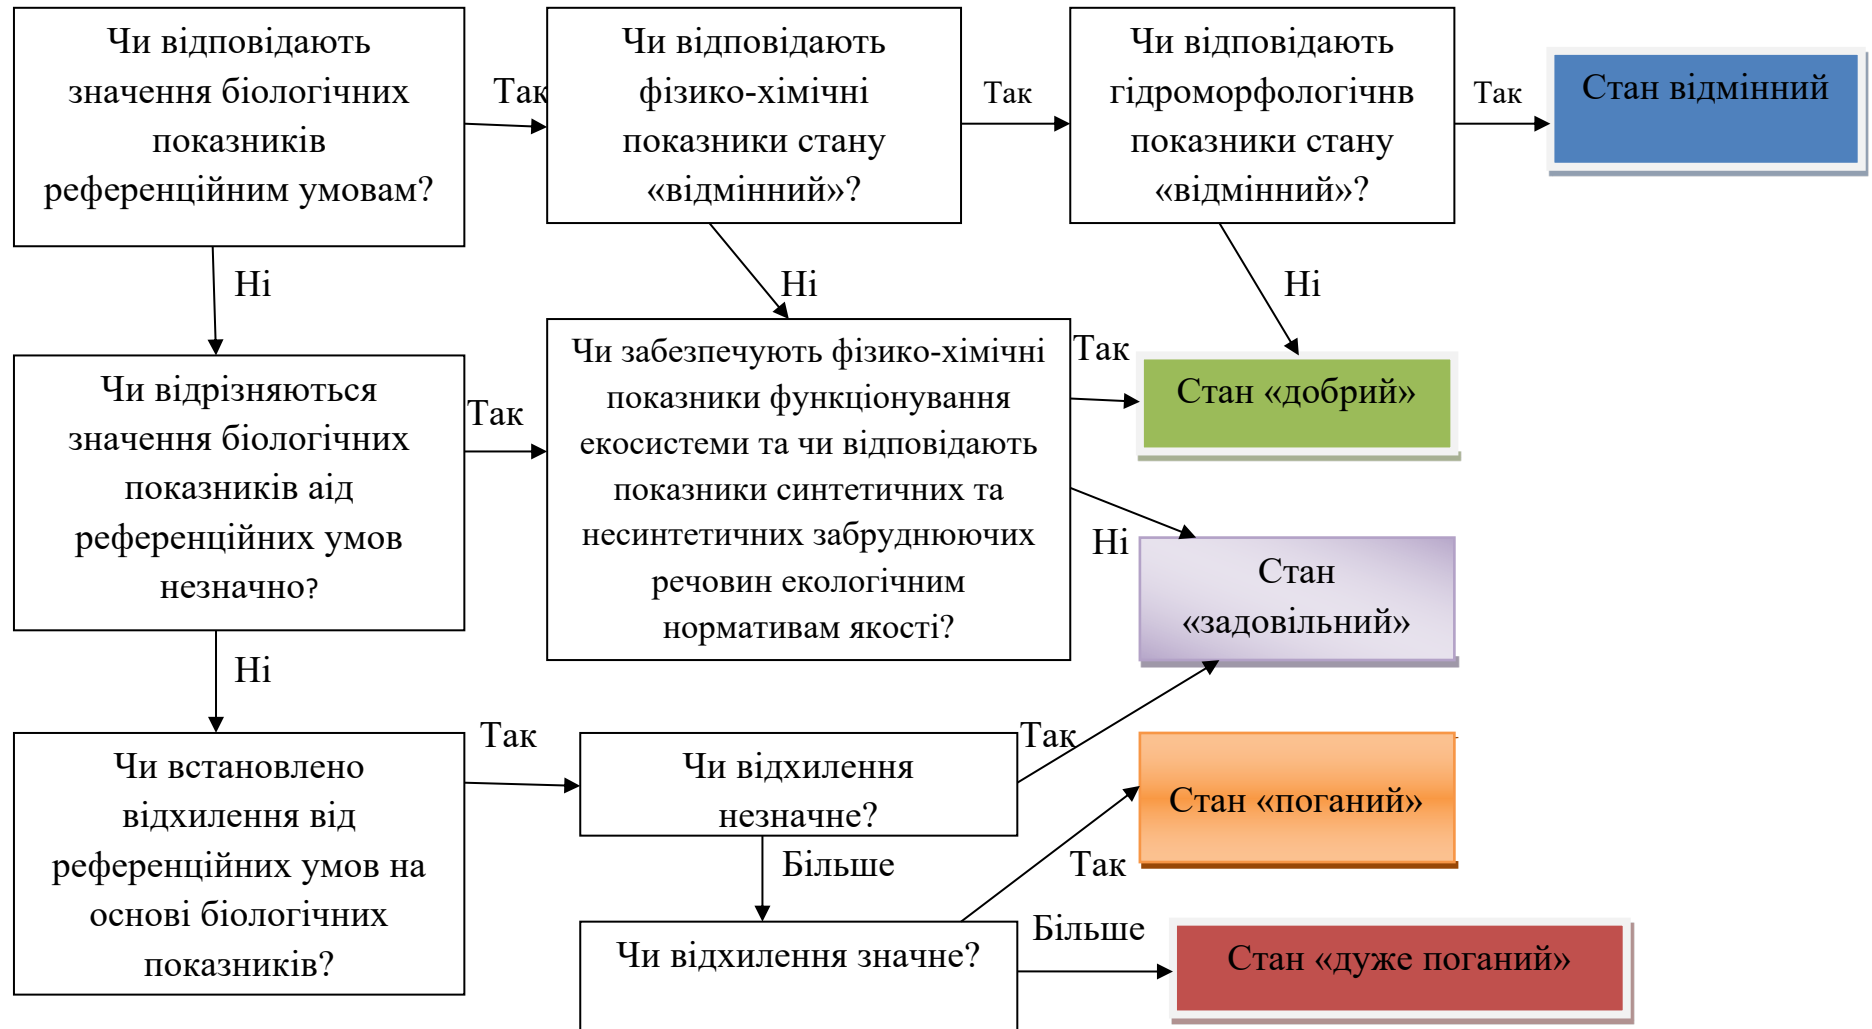 Чи відповідають
значення біологічних
показників
референційним умовам?
Так
Чи відповідають
фізико-хімічні
показники стану
«відмінний»?
Так
Чи відповідають
гідроморфологічнв
показники стану
«відмінний»?
Так
Стан відмінний
Ні
Ні
Ні
Чи відрізняються
значення біологічних
показників аід
референційних умов
незначно?
Так
Чи забезпечують фізико-хімічні
показники функціонування
екосистеми та чи відповідають
показники синтетичних та
несинтетичних забруднюючих
речовин екологічним
нормативам якості?
Так
Стан «добрий»
Ні
Стан
«задовільний»
Ні
Чи встановлено
відхилення від
референційних умов на
основі біологічних
показників?
Так
Чи відхилення
незначне?
Так
Стан «поганий»
Більше
Так
Чи відхилення значне?
Більше
Стан «дуже поганий»